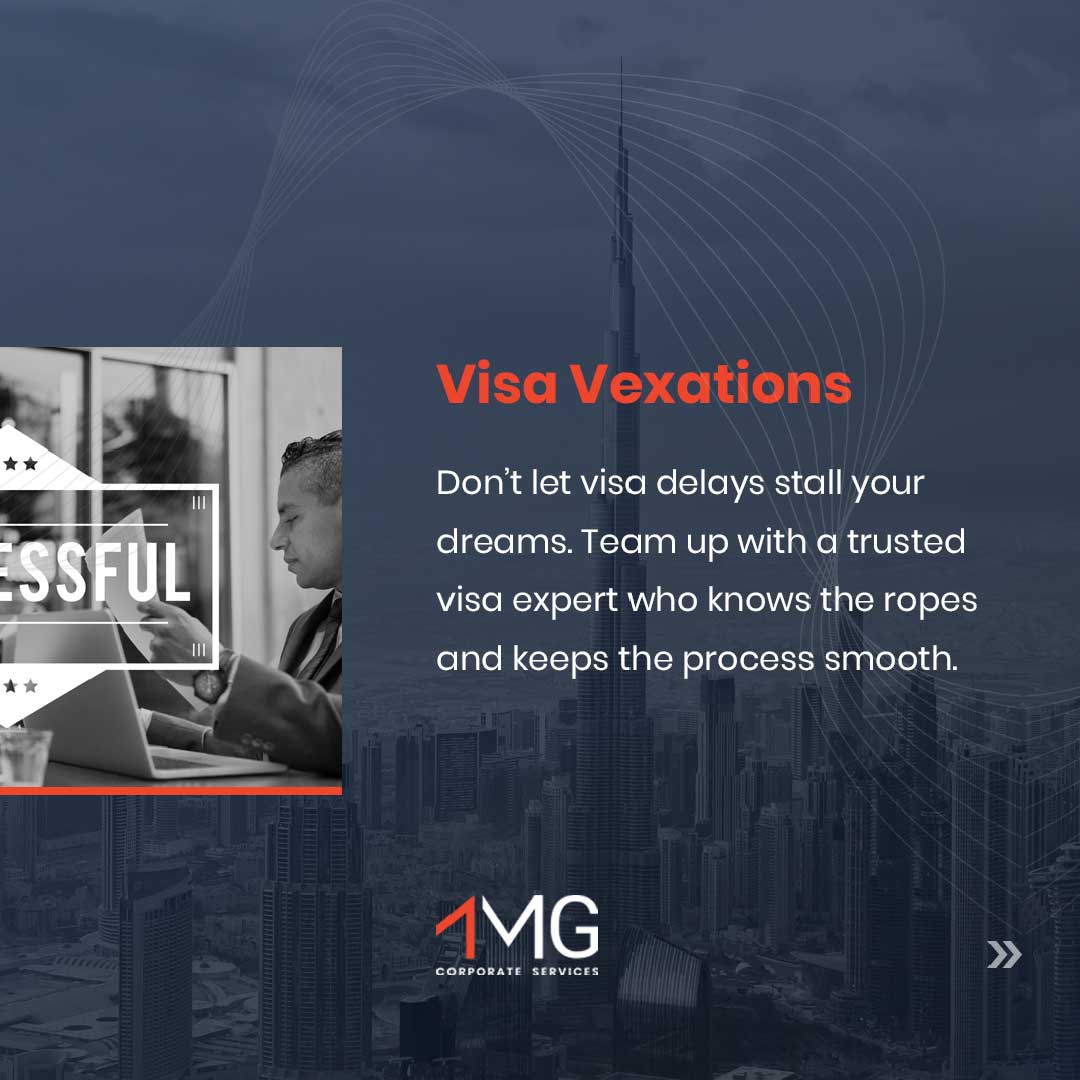 ESSFUL
Visa Vexations
Don’t let visa delays stall your
dreams. Team up with a trusted
visa expert who knows the ropes
and keeps the process smooth.
1MG
CORPORATE SERVICES